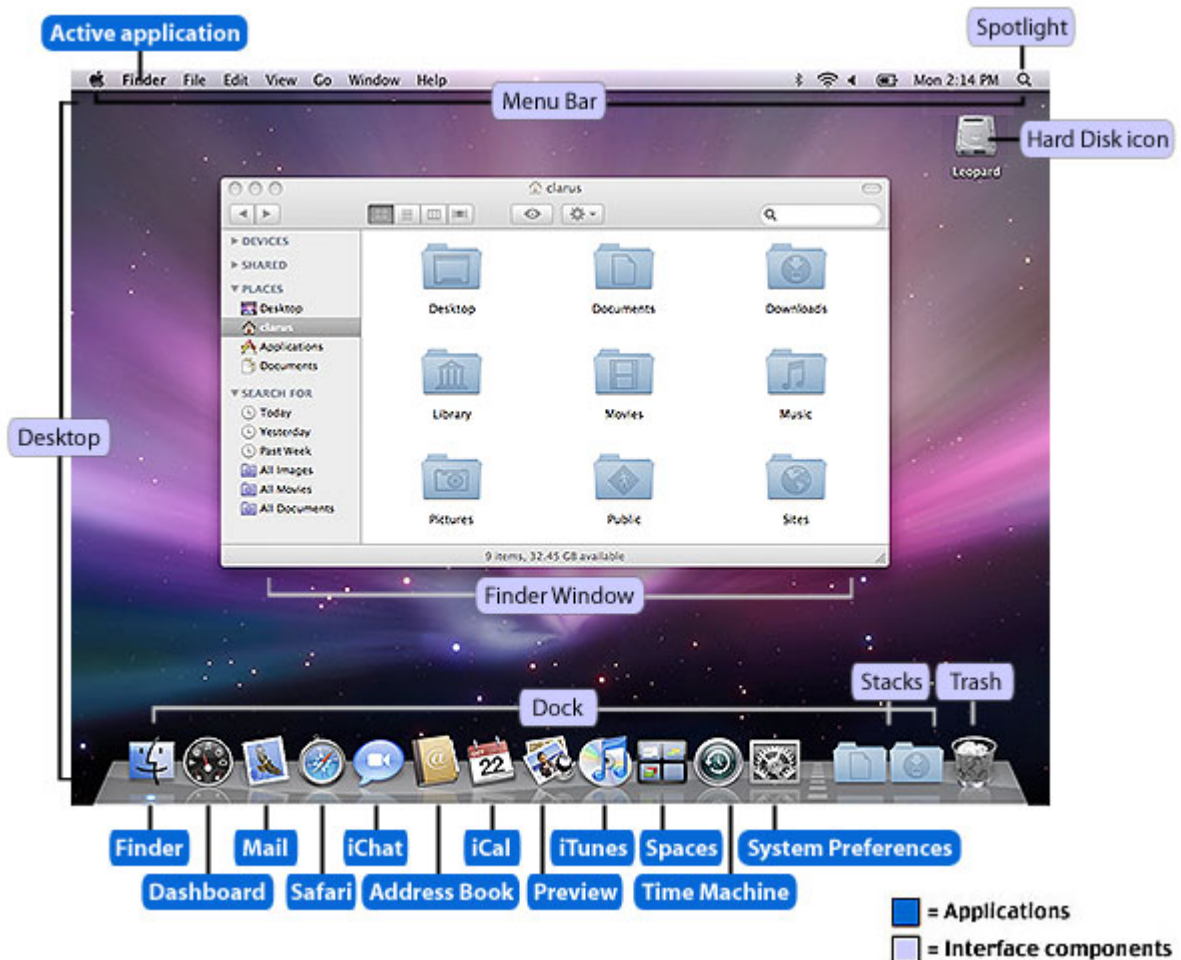 Active application
Spotlight
Finder File Edit View Go Window Help
Mon 2:14 PM
Menu Bar
Hard Disk icon
Leopard
clarus
DEVICES
SHARED
PLACES
Desktop
clarus
Applications
Documents
SEARCH FOR
Today
Yesterday
Past Week
All Images
All Movies
All Documents
Desktop Documents Downloads
Library Movies Music
Pictures Public Sites
9 items, 32.45 GB available
Desktop
Finder Window
Stacks Trash
Dock
OCT
22
Finder Mail iChat iCal iTunes Spaces System Preferences
Dashboard Safari Address Book Preview Time Machine
= Applications
= Interface components